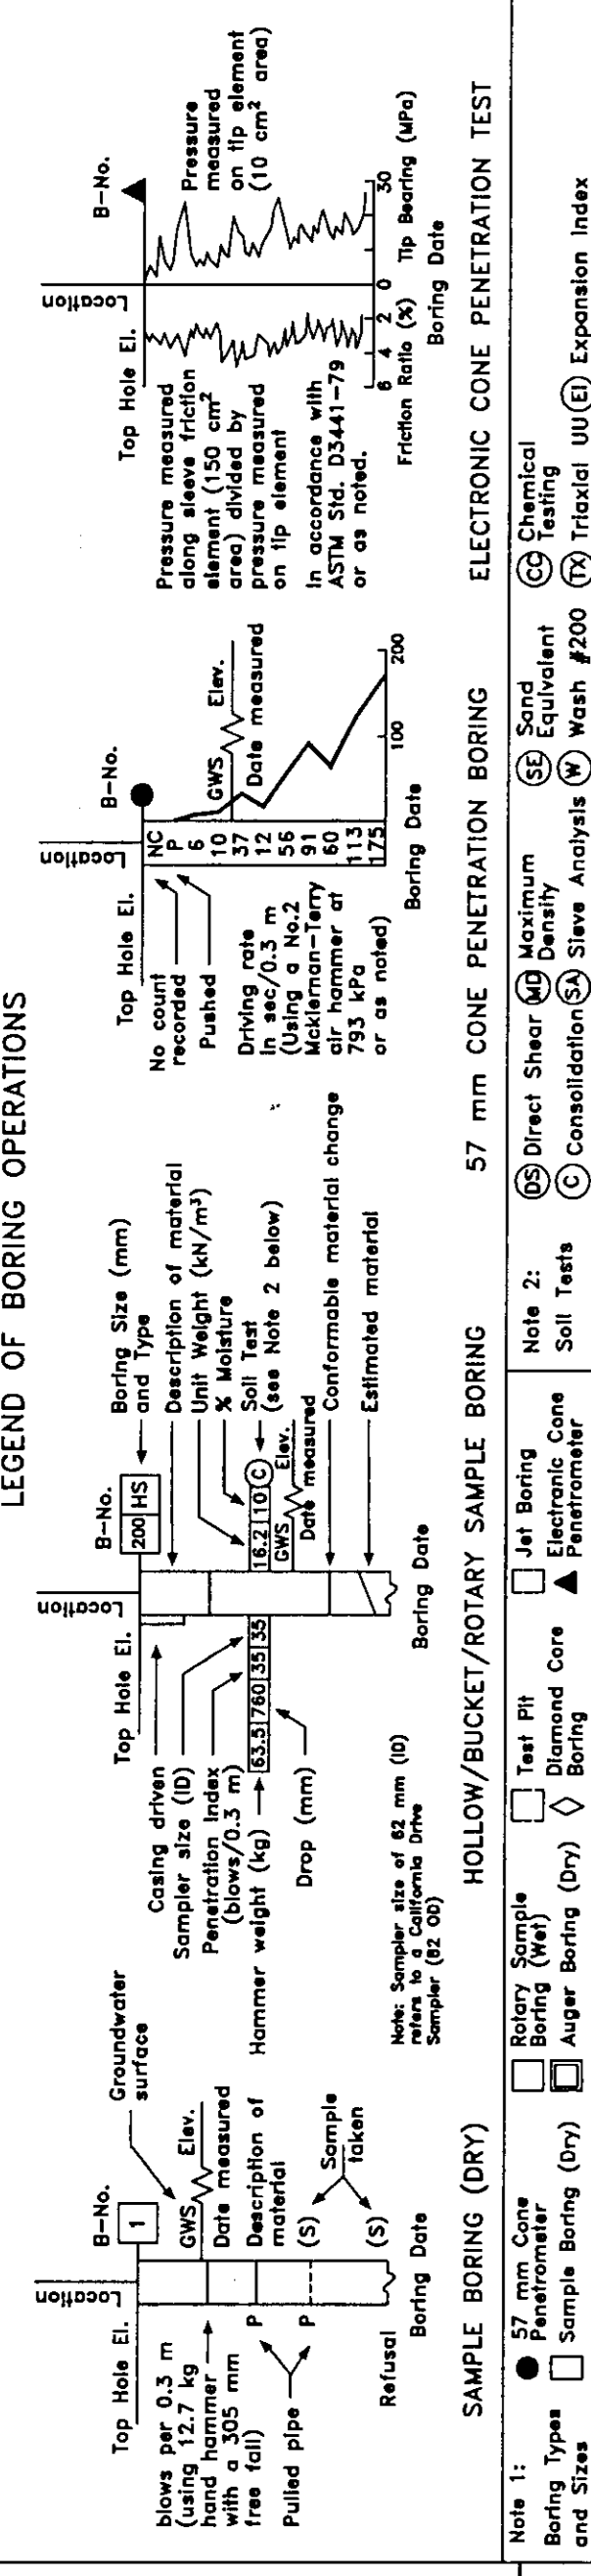 LEGEND OF BORING OPERATIONS
Location
Top Hole El.
B-No.
1
Groundwater
surface
blows per 0.3 m
(using 12.7 kg
hand hammer
with a 305 mm
free fall)
GWS
Elev.
Date measured
Description of
material
P
P
Pulled pipe
(S)
Sample
taken
(S)
Refusal
Boring Date
SAMPLE BORING (DRY)
Location
Top Hole El.
B-No.
200 HS
Boring Size (mm)
and Type
Casing driven
Sampler size (ID)
Penetration Index
(blows/0.3 m)
Hammer weight (kg)
63.5 760 35 35
Drop (mm)
Description of material
Unit Weight (kN/m³)
% Moisture
Soil Test
(see Note 2 below)
16.2 10 C
GWS
Elev.
Date measured
Conformable material change
Estimated material
Boring Date
Note: Sampler size of 62 mm (ID)
refers to a California Drive
Sampler (82 OD)
HOLLOW/BUCKET/ROTARY SAMPLE BORING
Location
Top Hole El.
B-No.
No count
recorded
Pushed
Driving rate
in sec/0.3 m
(Using a No.2
Mckiernan-Terry
air hammer at
793 kPa
or as noted)
NC
P
6
10
37
12
56
91
60
113
175
GWS
Elev.
Date measured
100
200
Boring Date
57 mm CONE PENETRATION BORING
Location
Top Hole El.
B-No.
Pressure measured
along sleeve friction
element (150 cm²
area) divided by
pressure measured
on tip element
In accordance with
ASTM Std. D3441-79
or as noted.
Pressure
measured
on tip element
(10 cm² area)
6 4 2 0 30
Friction Ratio (%) Tip Bearing (MPa)
Boring Date
ELECTRONIC CONE PENETRATION TEST
Note 1:
Boring Types
and Sizes
57 mm Cone
Penetrometer
Sample Boring (Dry)
Rotary Sample
Boring (Wet)
Auger Boring (Dry)
Test Pit
Diamond Core
Boring
Jet Boring
Electronic Cone
Penetrometer
Note 2:
Soil Tests
DS Direct Shear
C Consolidation
MD Maximum
Density
SA Sieve Analysis
SE Sand
Equivalent
W Wash #200
CC Chemical
Testing
TX Triaxial UU
EI Expansion Index